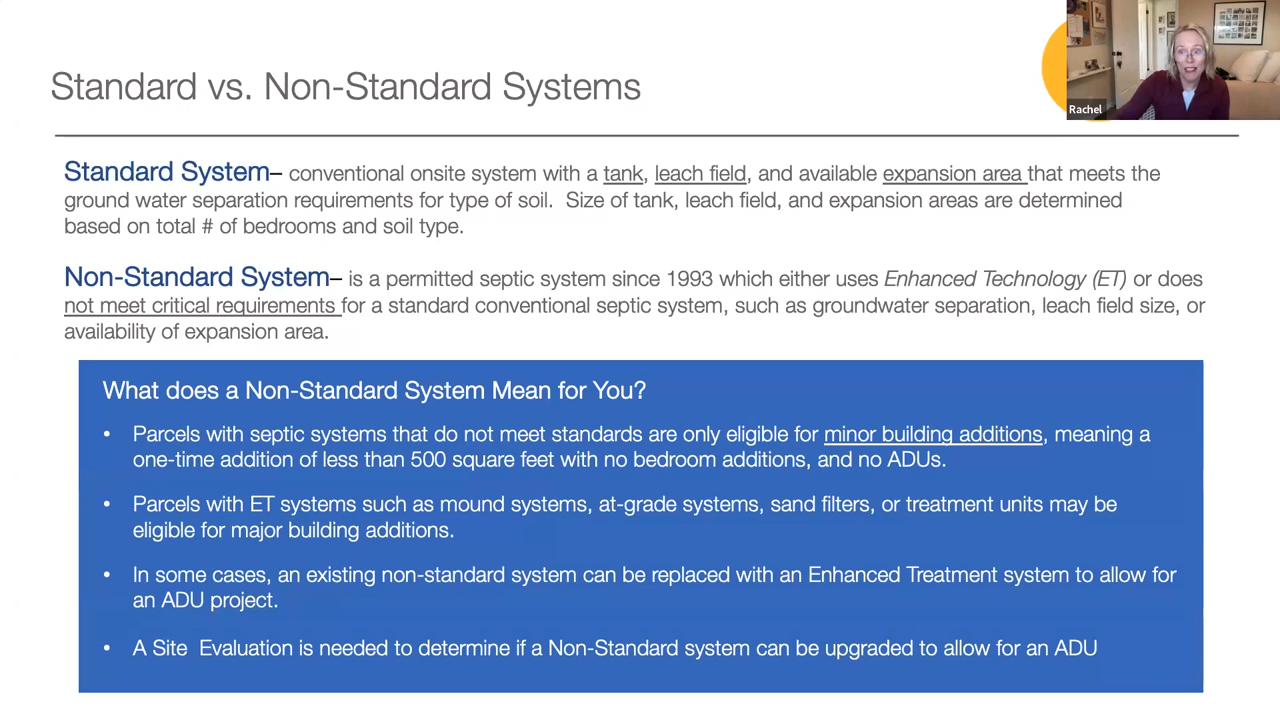 Standard vs. Non-Standard Systems
Rachel
Standard System– conventional onsite system with a tank, leach field, and available expansion area that meets the
ground water separation requirements for type of soil. Size of tank, leach field, and expansion areas are determined
based on total # of bedrooms and soil type.
Non-Standard System– is a permitted septic system since 1993 which either uses Enhanced Technology (ET) or does
not meet critical requirements for a standard conventional septic system, such as groundwater separation, leach field size, or
availability of expansion area.
What does a Non-Standard System Mean for You?
• Parcels with septic systems that do not meet standards are only eligible for minor building additions, meaning a
one-time addition of less than 500 square feet with no bedroom additions, and no ADUs.
• Parcels with ET systems such as mound systems, at-grade systems, sand filters, or treatment units may be
eligible for major building additions.
• In some cases, an existing non-standard system can be replaced with an Enhanced Treatment system to allow for
an ADU project.
• A Site Evaluation is needed to determine if a Non-Standard system can be upgraded to allow for an ADU